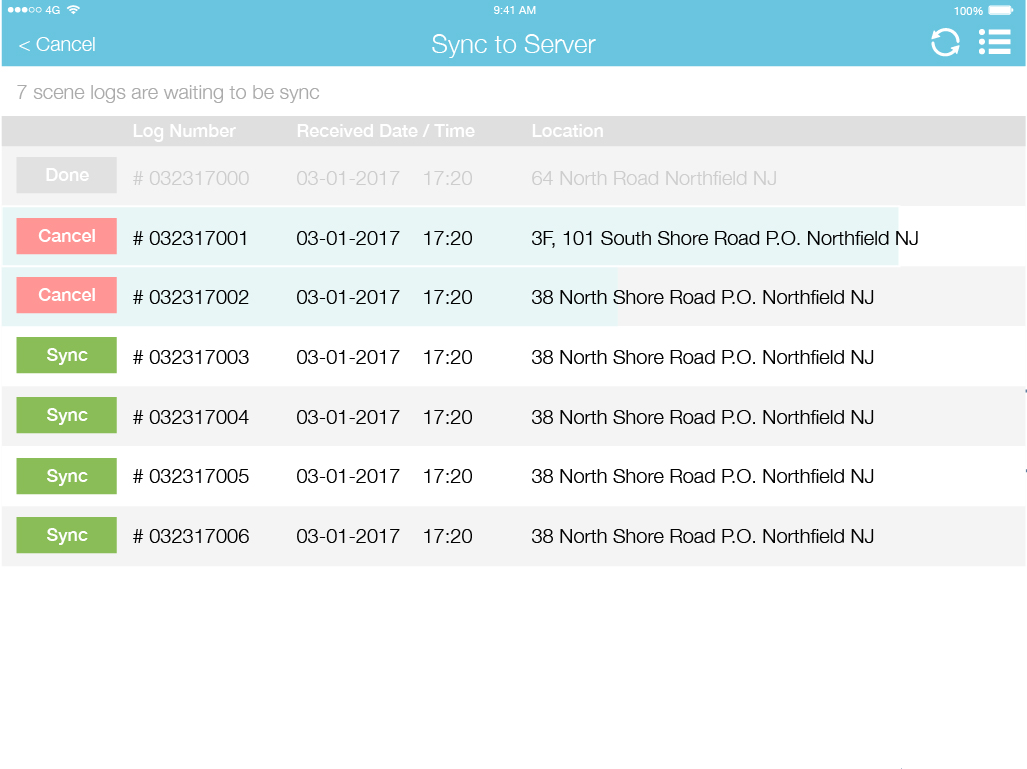 4G 9:41 AM 100%
< Cancel Sync to Server
7 scene logs are waiting to be sync
Log Number Received Date / Time Location
Done # 032317000 03-01-2017 17:20 64 North Road Northfield NJ
Cancel # 032317001 03-01-2017 17:20 3F, 101 South Shore Road P.O. Northfield NJ
Cancel # 032317002 03-01-2017 17:20 38 North Shore Road P.O. Northfield NJ
Sync # 032317003 03-01-2017 17:20 38 North Shore Road P.O. Northfield NJ
Sync # 032317004 03-01-2017 17:20 38 North Shore Road P.O. Northfield NJ
Sync # 032317005 03-01-2017 17:20 38 North Shore Road P.O. Northfield NJ
Sync # 032317006 03-01-2017 17:20 38 North Shore Road P.O. Northfield NJ